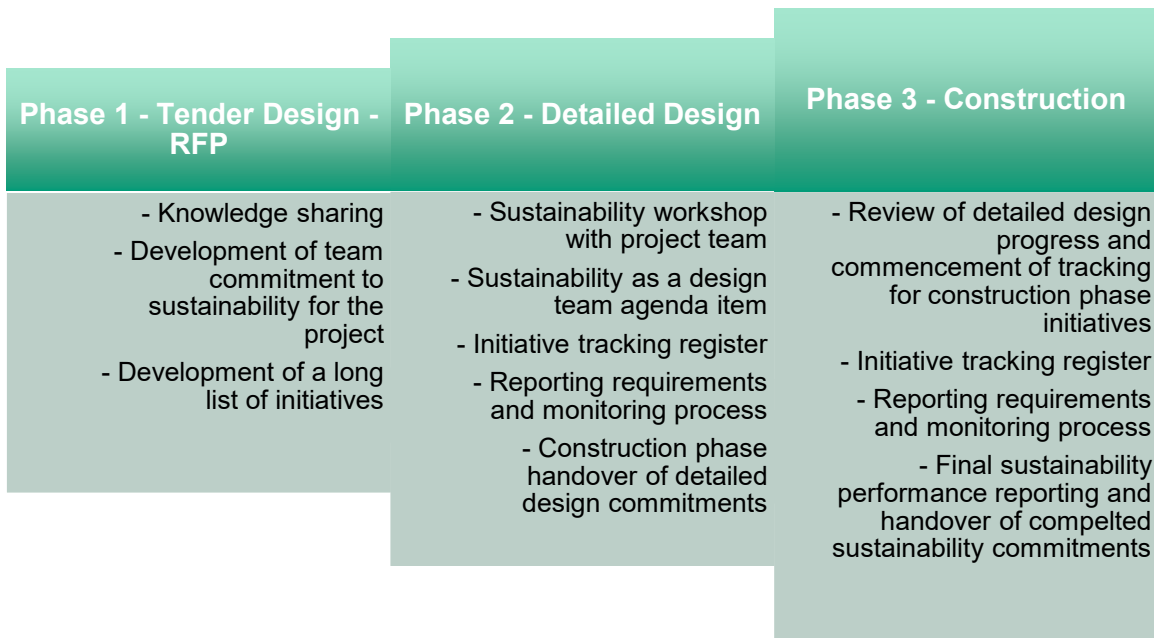 Phase 1 - Tender Design -
RFP
- Knowledge sharing
- Development of team
commitment to
sustainability for the
project
- Development of a long
list of initiatives
Phase 2 - Detailed Design
- Sustainability workshop
with project team
- Sustainability as a design
team agenda item
- Initiative tracking register
- Reporting requirements
and monitoring process
- Construction phase
handover of detailed
design commitments
Phase 3 - Construction
- Review of detailed design
progress and
commencement of tracking
for construction phase
initiatives
- Initiative tracking register
- Reporting requirements
and monitoring process
- Final sustainability
performance reporting and
handover of compelted
sustainability commitments